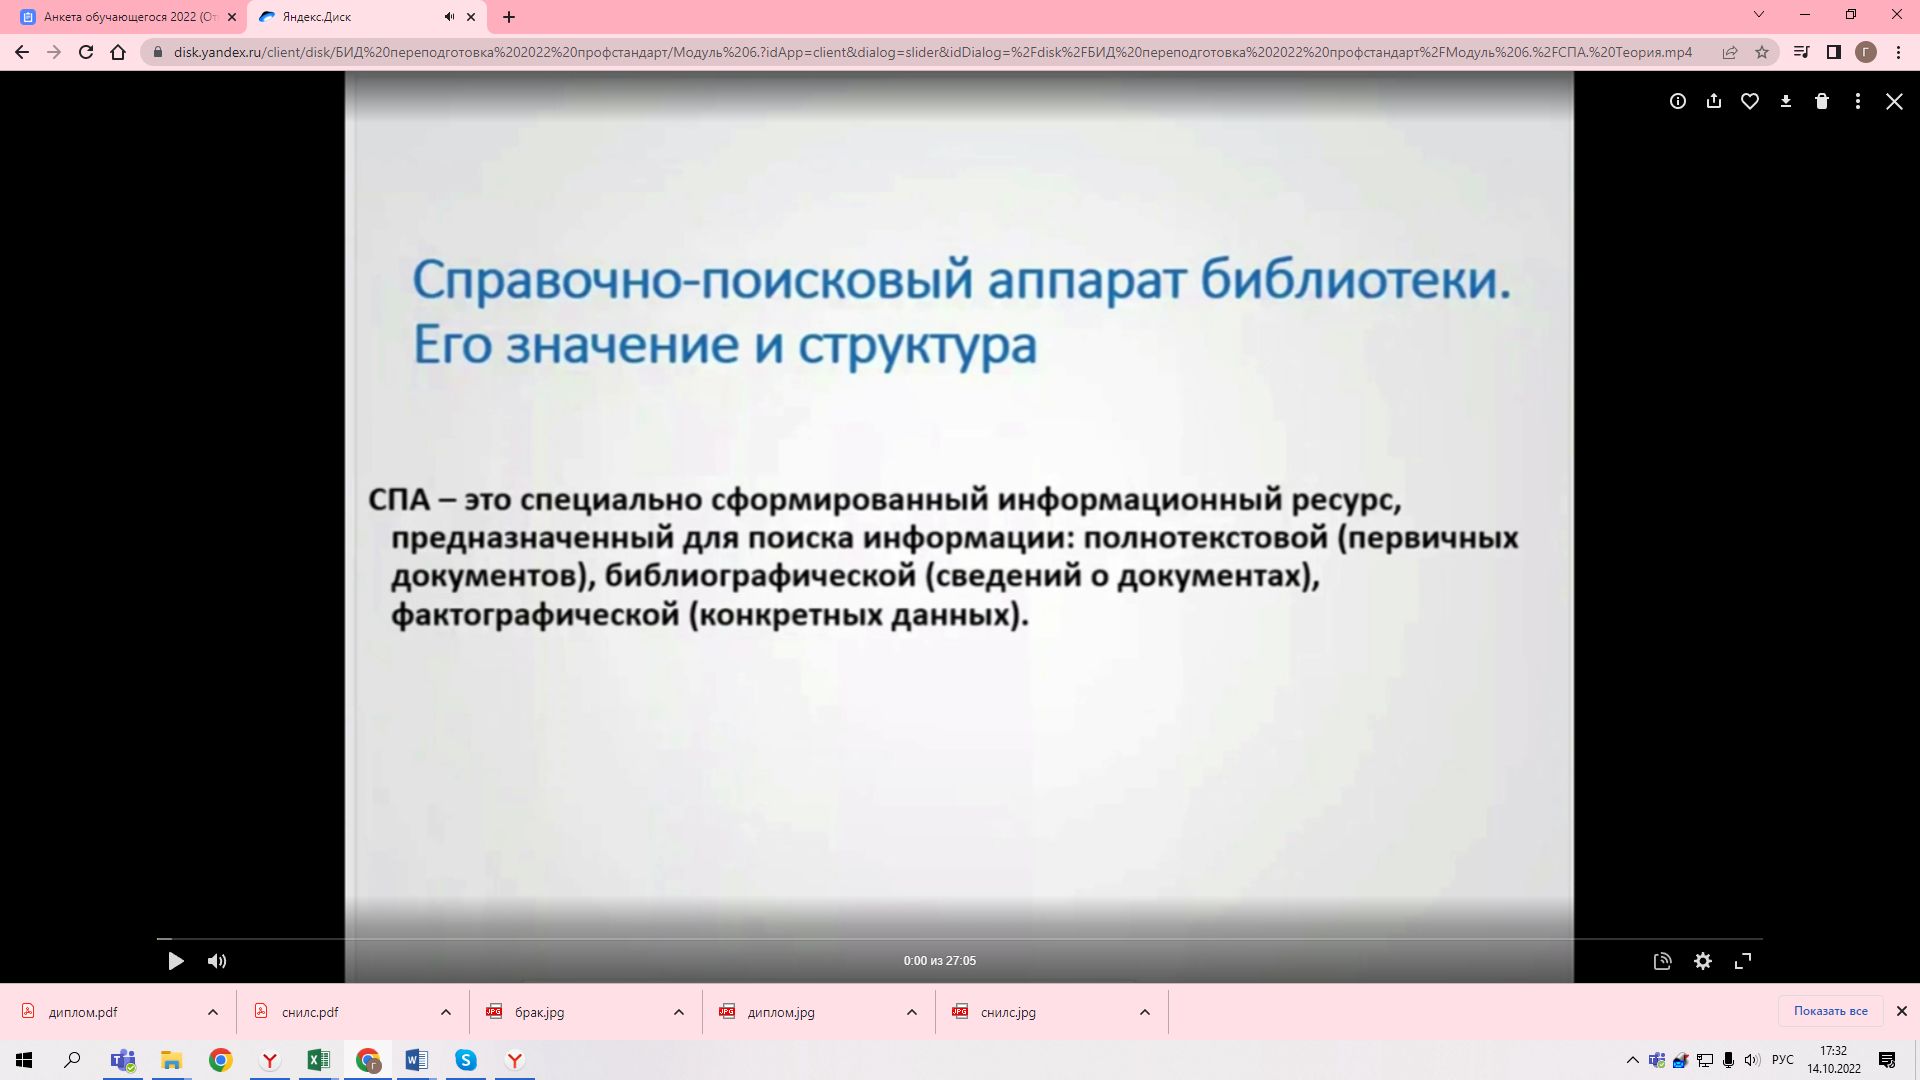 Анкета обучающегося 2022 (От
Яндекс.Диск
disk.yandex.ru/client/disk/БИД%20переподготовка%202022%20профстандарт/Модуль%206.?idApp=client&dialog=slider&idDialog=%2Fdisk%2FБИД%20переподготовка%202022%20профстандарт%2FМодуль%206.%2FСПА.%20Теория.mp4
Г
Справочно-поисковый аппарат библиотеки.
Его значение и структура
СПА – это специально сформированный информационный ресурс,
предназначенный для поиска информации: полнотекстовой (первичных
документов), библиографической (сведений о документах),
фактографической (конкретных данных).
0:00 из 27:05
диплом.pdf
снилс.pdf
брак.jpg
диплом.jpg
снилс.jpg
Показать все
РУС
17:32
14.10.2022